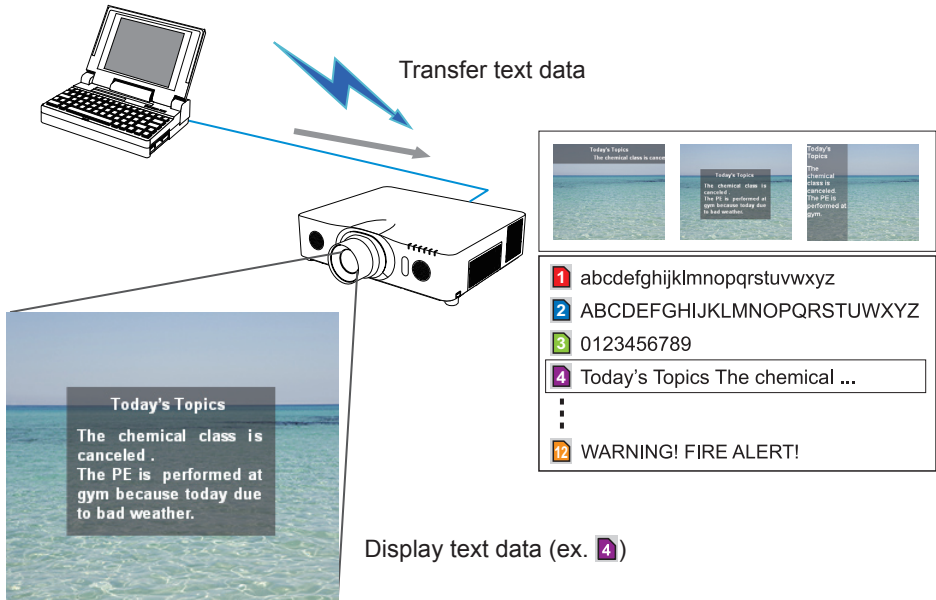 Transfer text data
Today's Topics
The chemical class is cance
Today's Topics
The chemical class is
canceled .
The PE is performed at
gym because today due
to bad weather.
Today's
Topics
The
chemical
class is
canceled.
The PE is
performed at
gym.
1 abcdefghijklmnopqrstuvwxyz
2 ABCDEFGHIJKLMNOPQRSTUWXYZ
3 0123456789
4 Today's Topics The chemical ...
12 WARNING! FIRE ALERT!
Today's Topics
The chemical class is
canceled .
The PE is performed at
gym because today due
to bad weather.
Display text data (ex. 4)